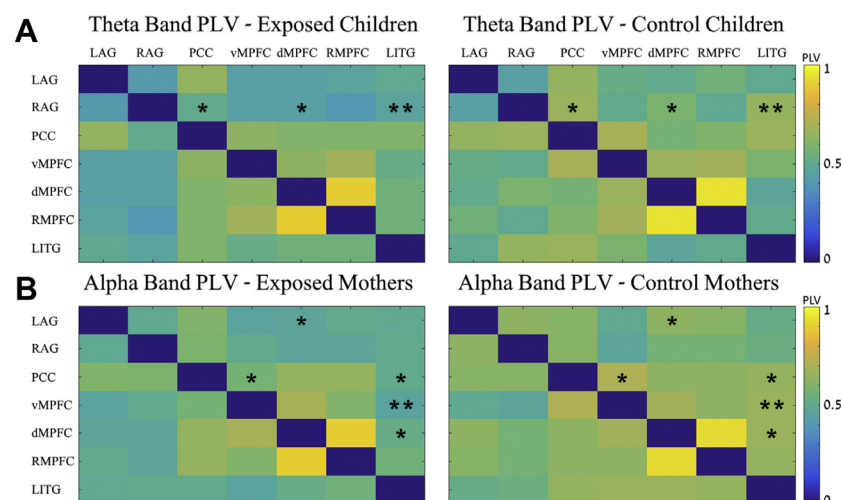 A Theta Band PLV - Exposed Children Theta Band PLV - Control Children
LAG RAG PCC vMPFC dMPFC RMPFC LITG LAG RAG PCC vMPFC dMPFC RMPFC LITG PLV
LAG 1
RAG * * ** * * **
PCC
vMPFC 0.5
dMPFC
RMPFC
LITG 0
B Alpha Band PLV - Exposed Mothers Alpha Band PLV - Control Mothers
PLV
LAG * * 1
RAG
PCC * * * *
vMPFC ** ** 0.5
dMPFC * *
RMPFC
LITG 0